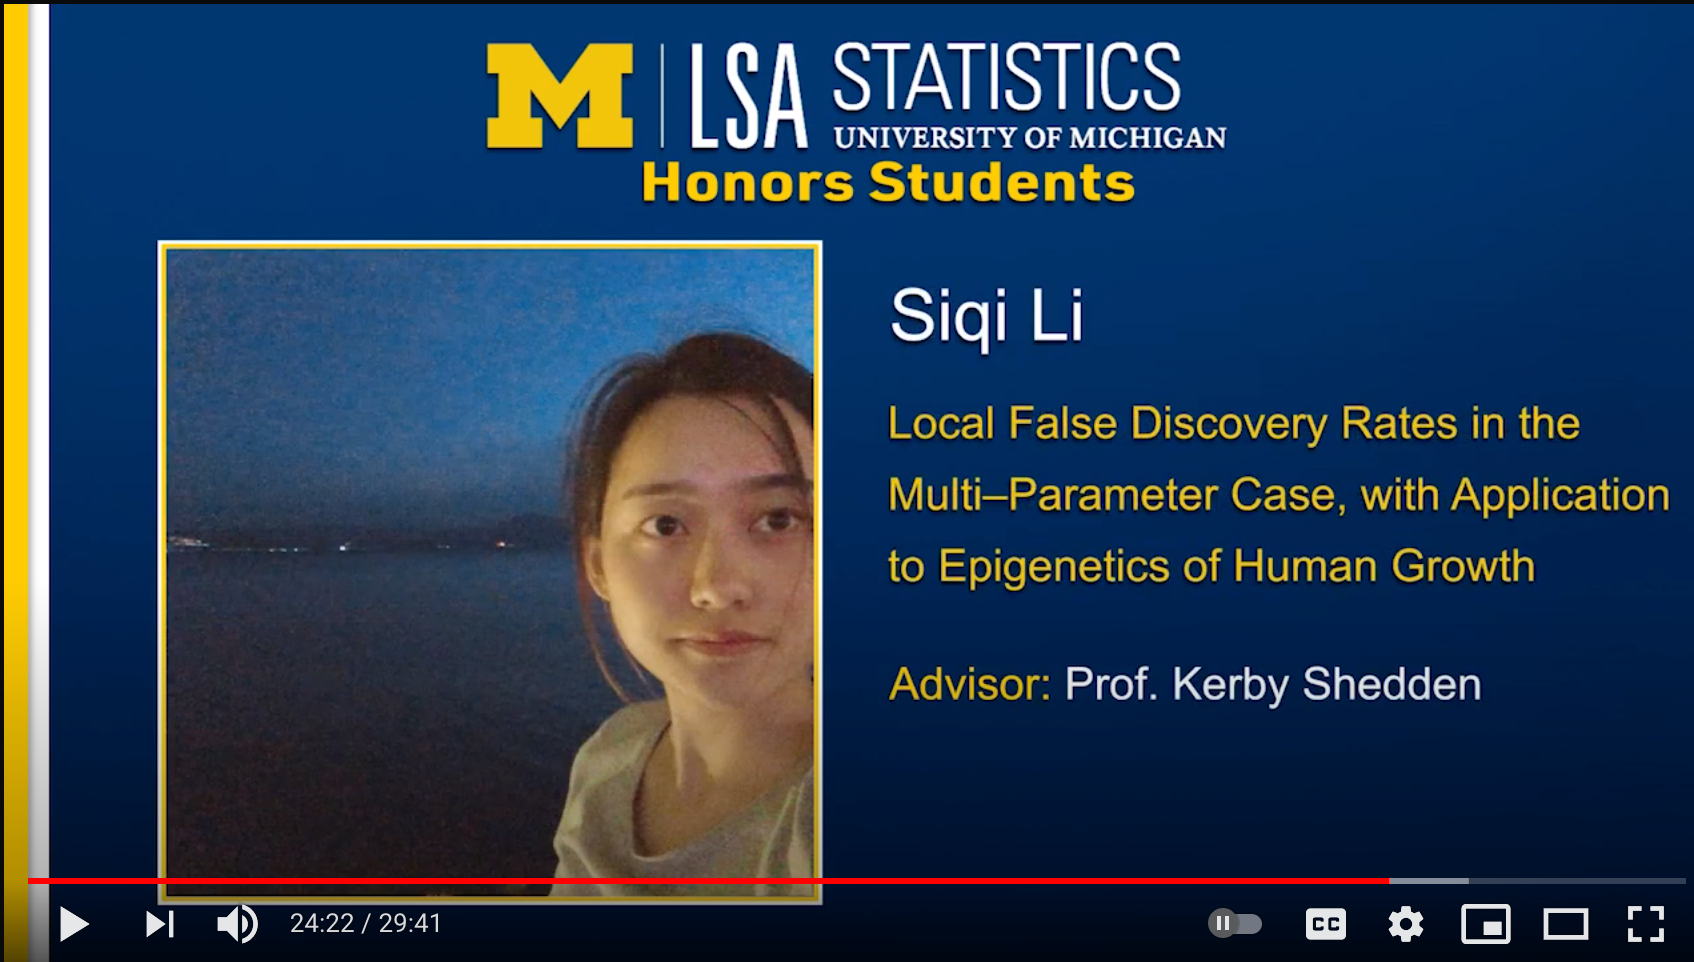 M LSA STATISTICS
UNIVERSITY OF MICHIGAN
Honors Students
Siqi Li
Local False Discovery Rates in the
Multi–Parameter Case, with Application
to Epigenetics of Human Growth
Advisor: Prof. Kerby Shedden
24:22 / 29:41
CC